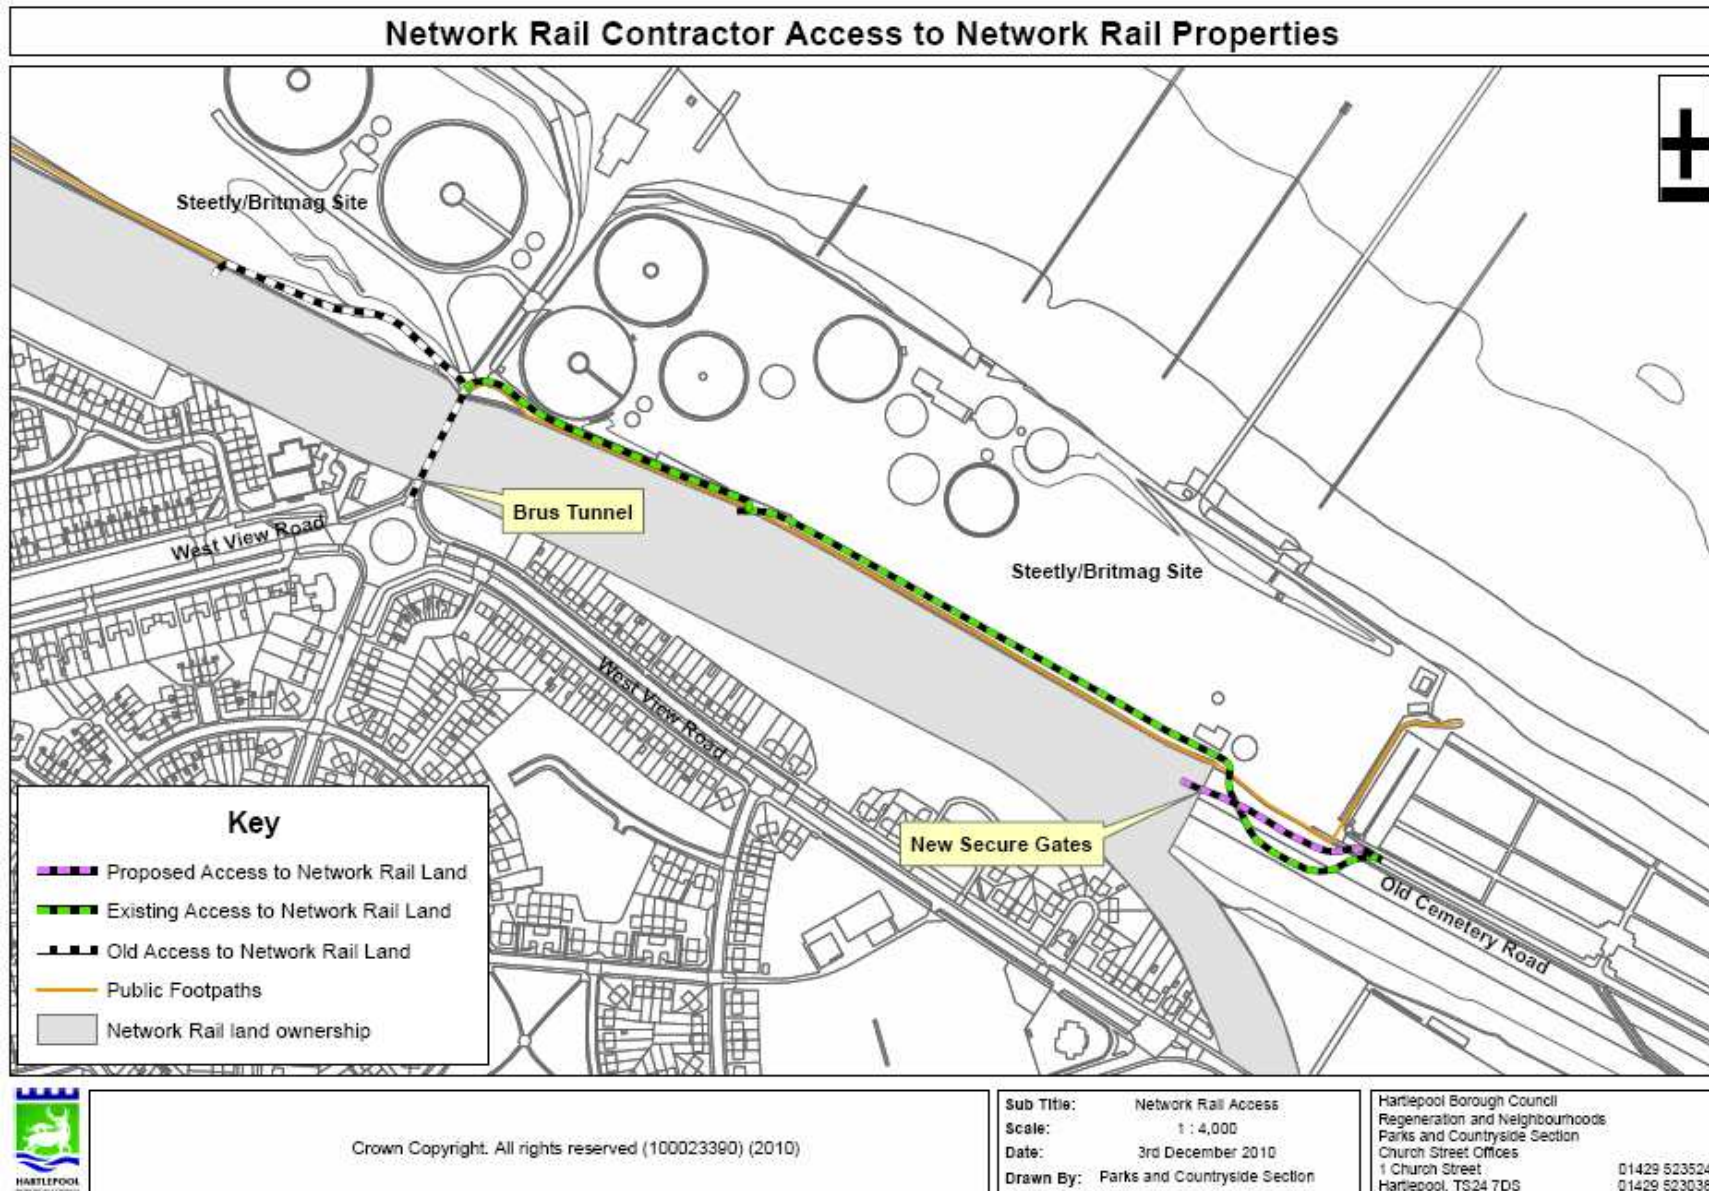 Network Rail Contractor Access to Network Rail Properties
Steetly/Britmag Site
Brus Tunnel
West View Road
Steetly/Britmag Site
West View Road
New Secure Gates
Old Cemetery Road
Key
Proposed Access to Network Rail Land
Existing Access to Network Rail Land
Old Access to Network Rail Land
Public Footpaths
Network Rail land ownership
HARTLEPOOL
Crown Copyright. All rights reserved (100023390) (2010)
Sub Title: Network Rail Access
Scale: 1 : 4,000
Date: 3rd December 2010
Drawn By: Parks and Countryside Section
Hartlepool Borough Council
Regeneration and Neighbourhoods
Parks and Countryside Section
Church Street Offices
1 Church Street 01429 523524
Hartlepool, TS24 7DS 01429 523036